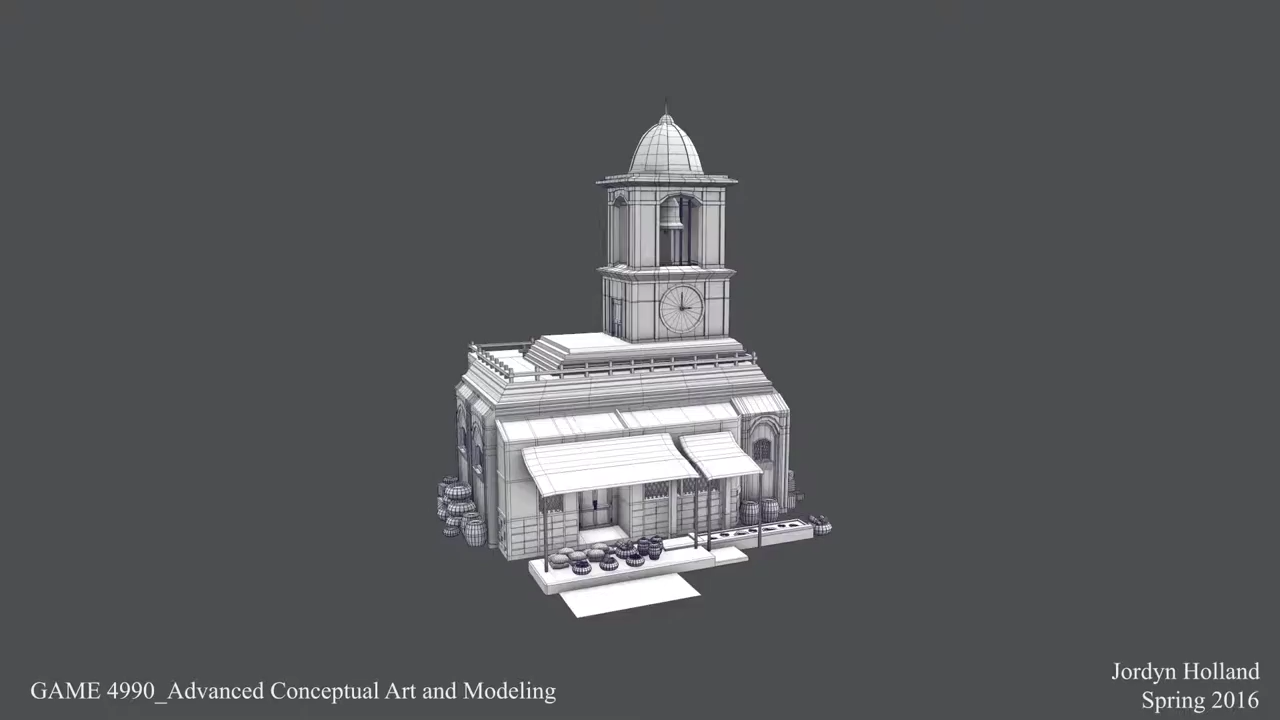 GAME 4990_Advanced Conceptual Art and Modeling
Jordyn Holland
Spring 2016